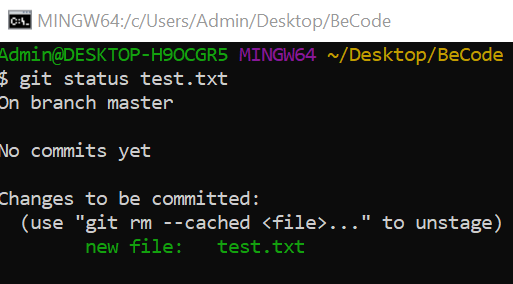 MINGW64:/c/Users/Admin/Desktop/BeCode
Admin@DESKTOP-H9OCGR5 MINGW64 ~/Desktop/BeCode
$ git status test.txt
On branch master
No commits yet
Changes to be committed:
  (use "git rm --cached <file>..." to unstage)
        new file:   test.txt